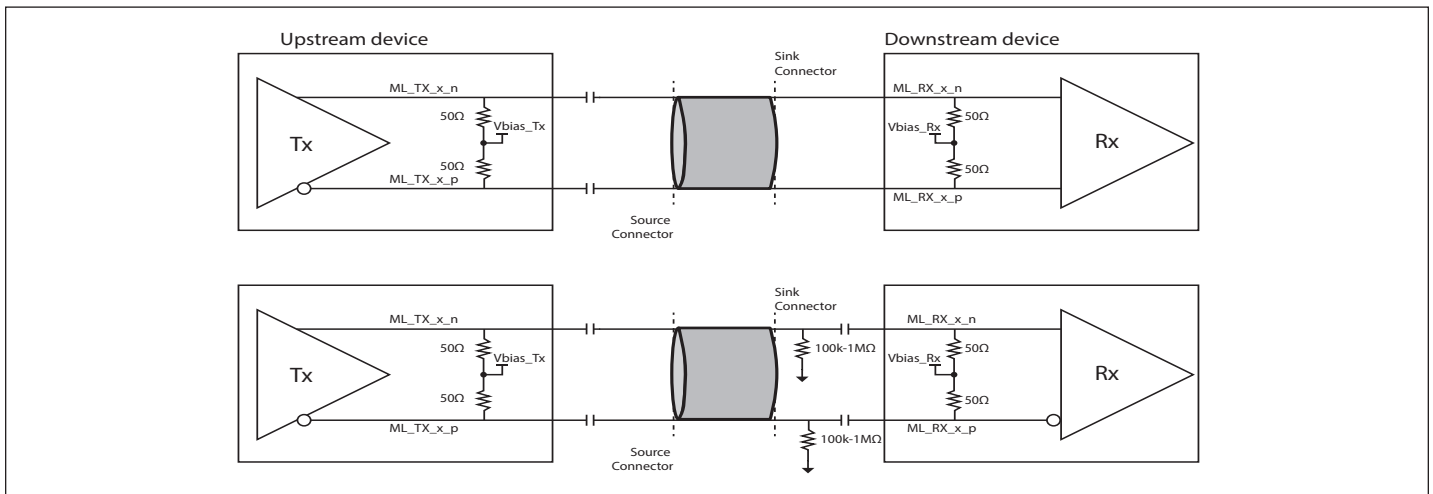 Upstream device
Downstream device
Sink
Connector
ML_TX_x_n
ML_RX_x_n
50Ω
Vbias_Tx
50Ω
Vbias_Rx
Tx
Rx
50Ω
50Ω
ML_TX_x_p
ML_RX_x_p
Source
Connector
Sink
Connector
ML_TX_x_n
ML_RX_x_n
50Ω
Vbias_Tx
100k-1MΩ
50Ω
Vbias_Rx
Tx
Rx
50Ω
50Ω
ML_TX_x_p
100k-1MΩ
ML_RX_x_p
Source
Connector